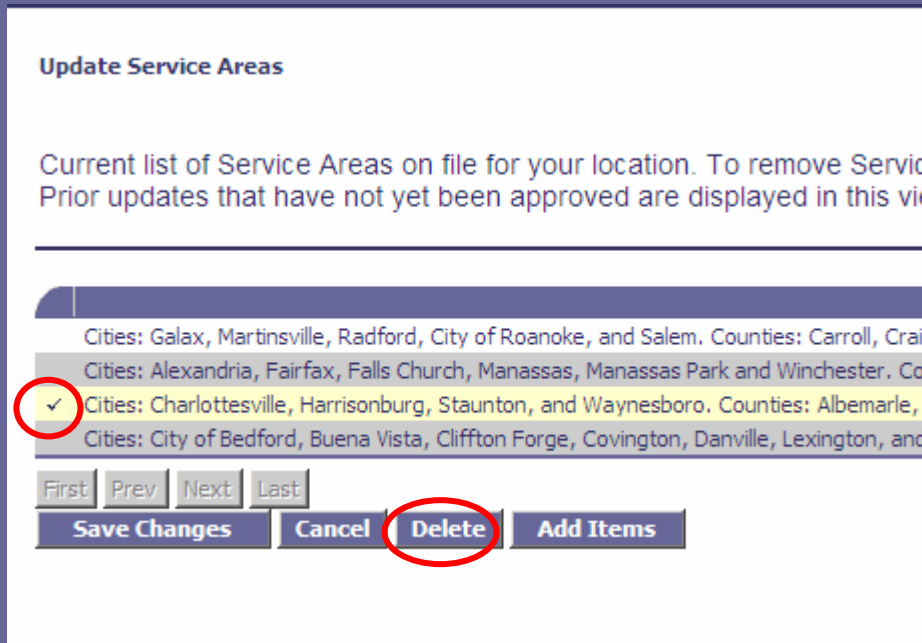 Update Service Areas
Current list of Service Areas on file for your location. To remove Servic
Prior updates that have not yet been approved are displayed in this vi
Cities: Galax, Martinsville, Radford, City of Roanoke, and Salem. Counties: Carroll, Crai
Cities: Alexandria, Fairfax, Falls Church, Manassas, Manassas Park and Winchester. Co
✓ Cities: Charlottesville, Harrisonburg, Staunton, and Waynesboro. Counties: Albemarle,
Cities: City of Bedford, Buena Vista, Cliffton Forge, Covington, Danville, Lexington, and
First Prev Next Last
Save Changes Cancel Delete Add Items